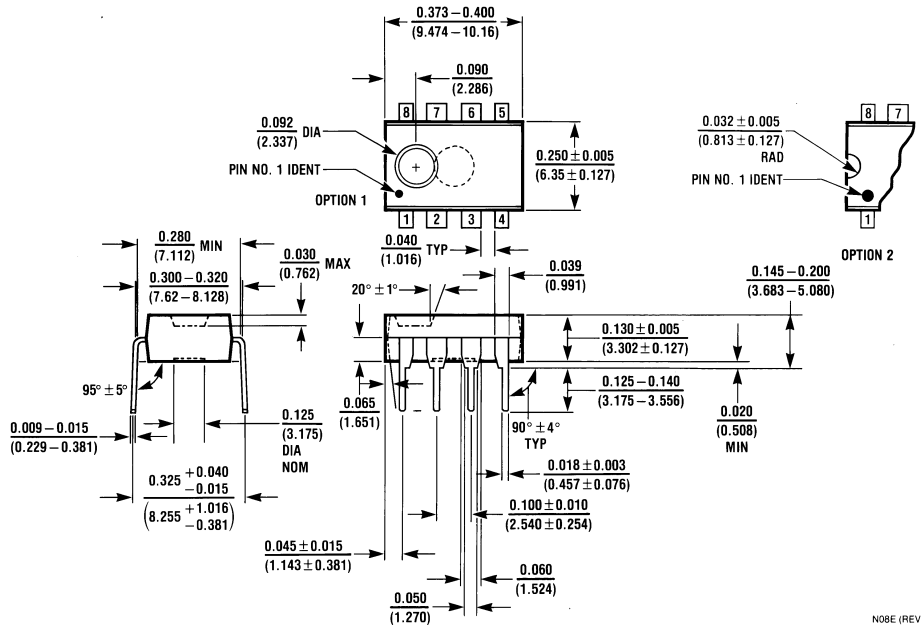 0.373–0.400
(9.474–10.16)
0.090
(2.286)
8 7 6 5
0.092 DIA
(2.337)
PIN NO. 1 IDENT
OPTION 1
1 2 3 4
0.250 ± 0.005
(6.35 ± 0.127)
8 7
0.032 ± 0.005
(0.813 ± 0.127)
RAD
PIN NO. 1 IDENT
1
OPTION 2
0.280 MIN
(7.112)
0.300–0.320
(7.62–8.128)
0.030 MAX
(0.762)
0.040 TYP
(1.016)
20° ± 1°
0.039
(0.991)
0.145–0.200
(3.683–5.080)
0.130 ± 0.005
(3.302 ± 0.127)
0.125–0.140
(3.175–3.556)
0.020
(0.508)
MIN
95° ± 5°
0.009–0.015
(0.229–0.381)
0.125
(3.175)
DIA
NOM
0.065
(1.651)
90° ± 4°
TYP
0.018 ± 0.003
(0.457 ± 0.076)
0.325 +0.040
−0.015
(8.255 +1.016
−0.381)
0.100 ± 0.010
(2.540 ± 0.254)
0.045 ± 0.015
(1.143 ± 0.381)
0.060
(1.524)
0.050
(1.270)
N08E (REV